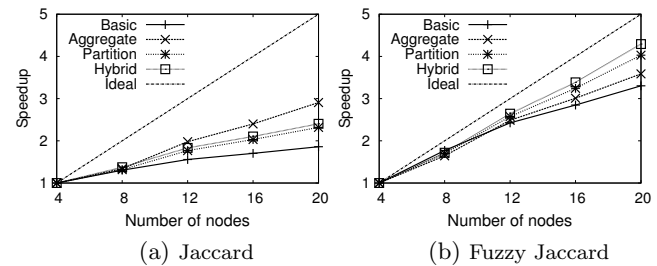 5
4
3
2
1
Speedup
4
8
12
16
20
Number of nodes
Basic
Aggregate
Partition
Hybrid
Ideal
(a) Jaccard
5
4
3
2
1
Speedup
4
8
12
16
20
Number of nodes
Basic
Aggregate
Partition
Hybrid
Ideal
(b) Fuzzy Jaccard